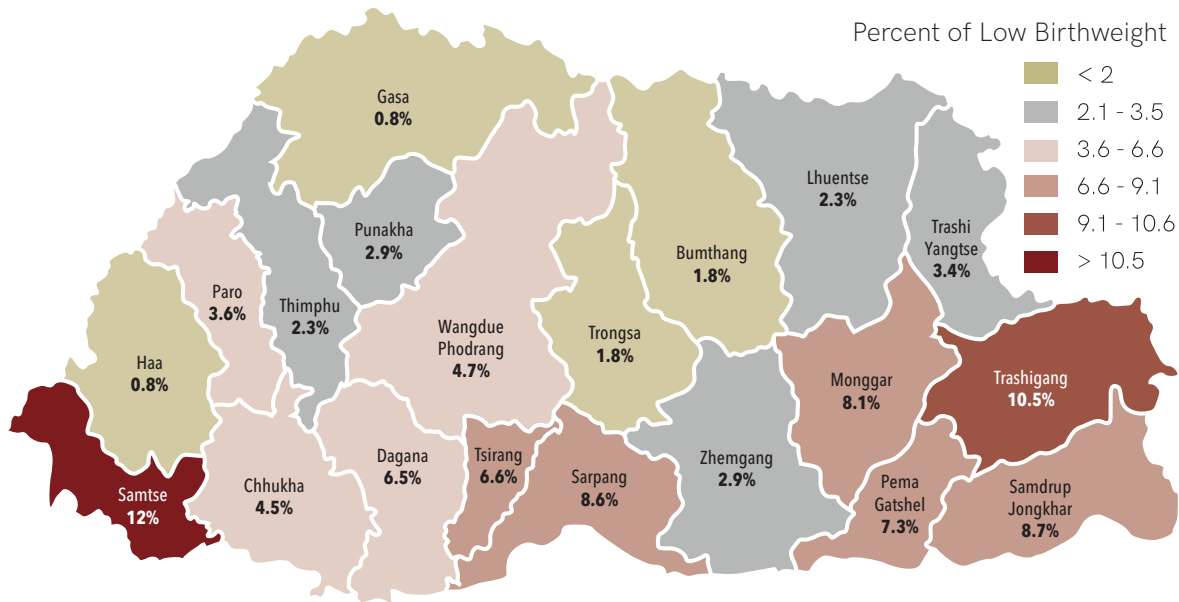 Percent of Low Birthweight
< 2
2.1 - 3.5
3.6 - 6.6
6.6 - 9.1
9.1 - 10.6
> 10.5
Gasa
0.8%
Punakha
2.9%
Lhuentse
2.3%
Trashi
Yangtse
3.4%
Bumthang
1.8%
Paro
3.6%
Thimphu
2.3%
Wangdue
Phodrang
4.7%
Trongsa
1.8%
Haa
0.8%
Monggar
8.1%
Trashigang
10.5%
Samtse
12%
Chhukha
4.5%
Dagana
6.5%
Tsirang
6.6%
Sarpang
8.6%
Zhemgang
2.9%
Pema
Gatshel
7.3%
Samdrup
Jongkhar
8.7%